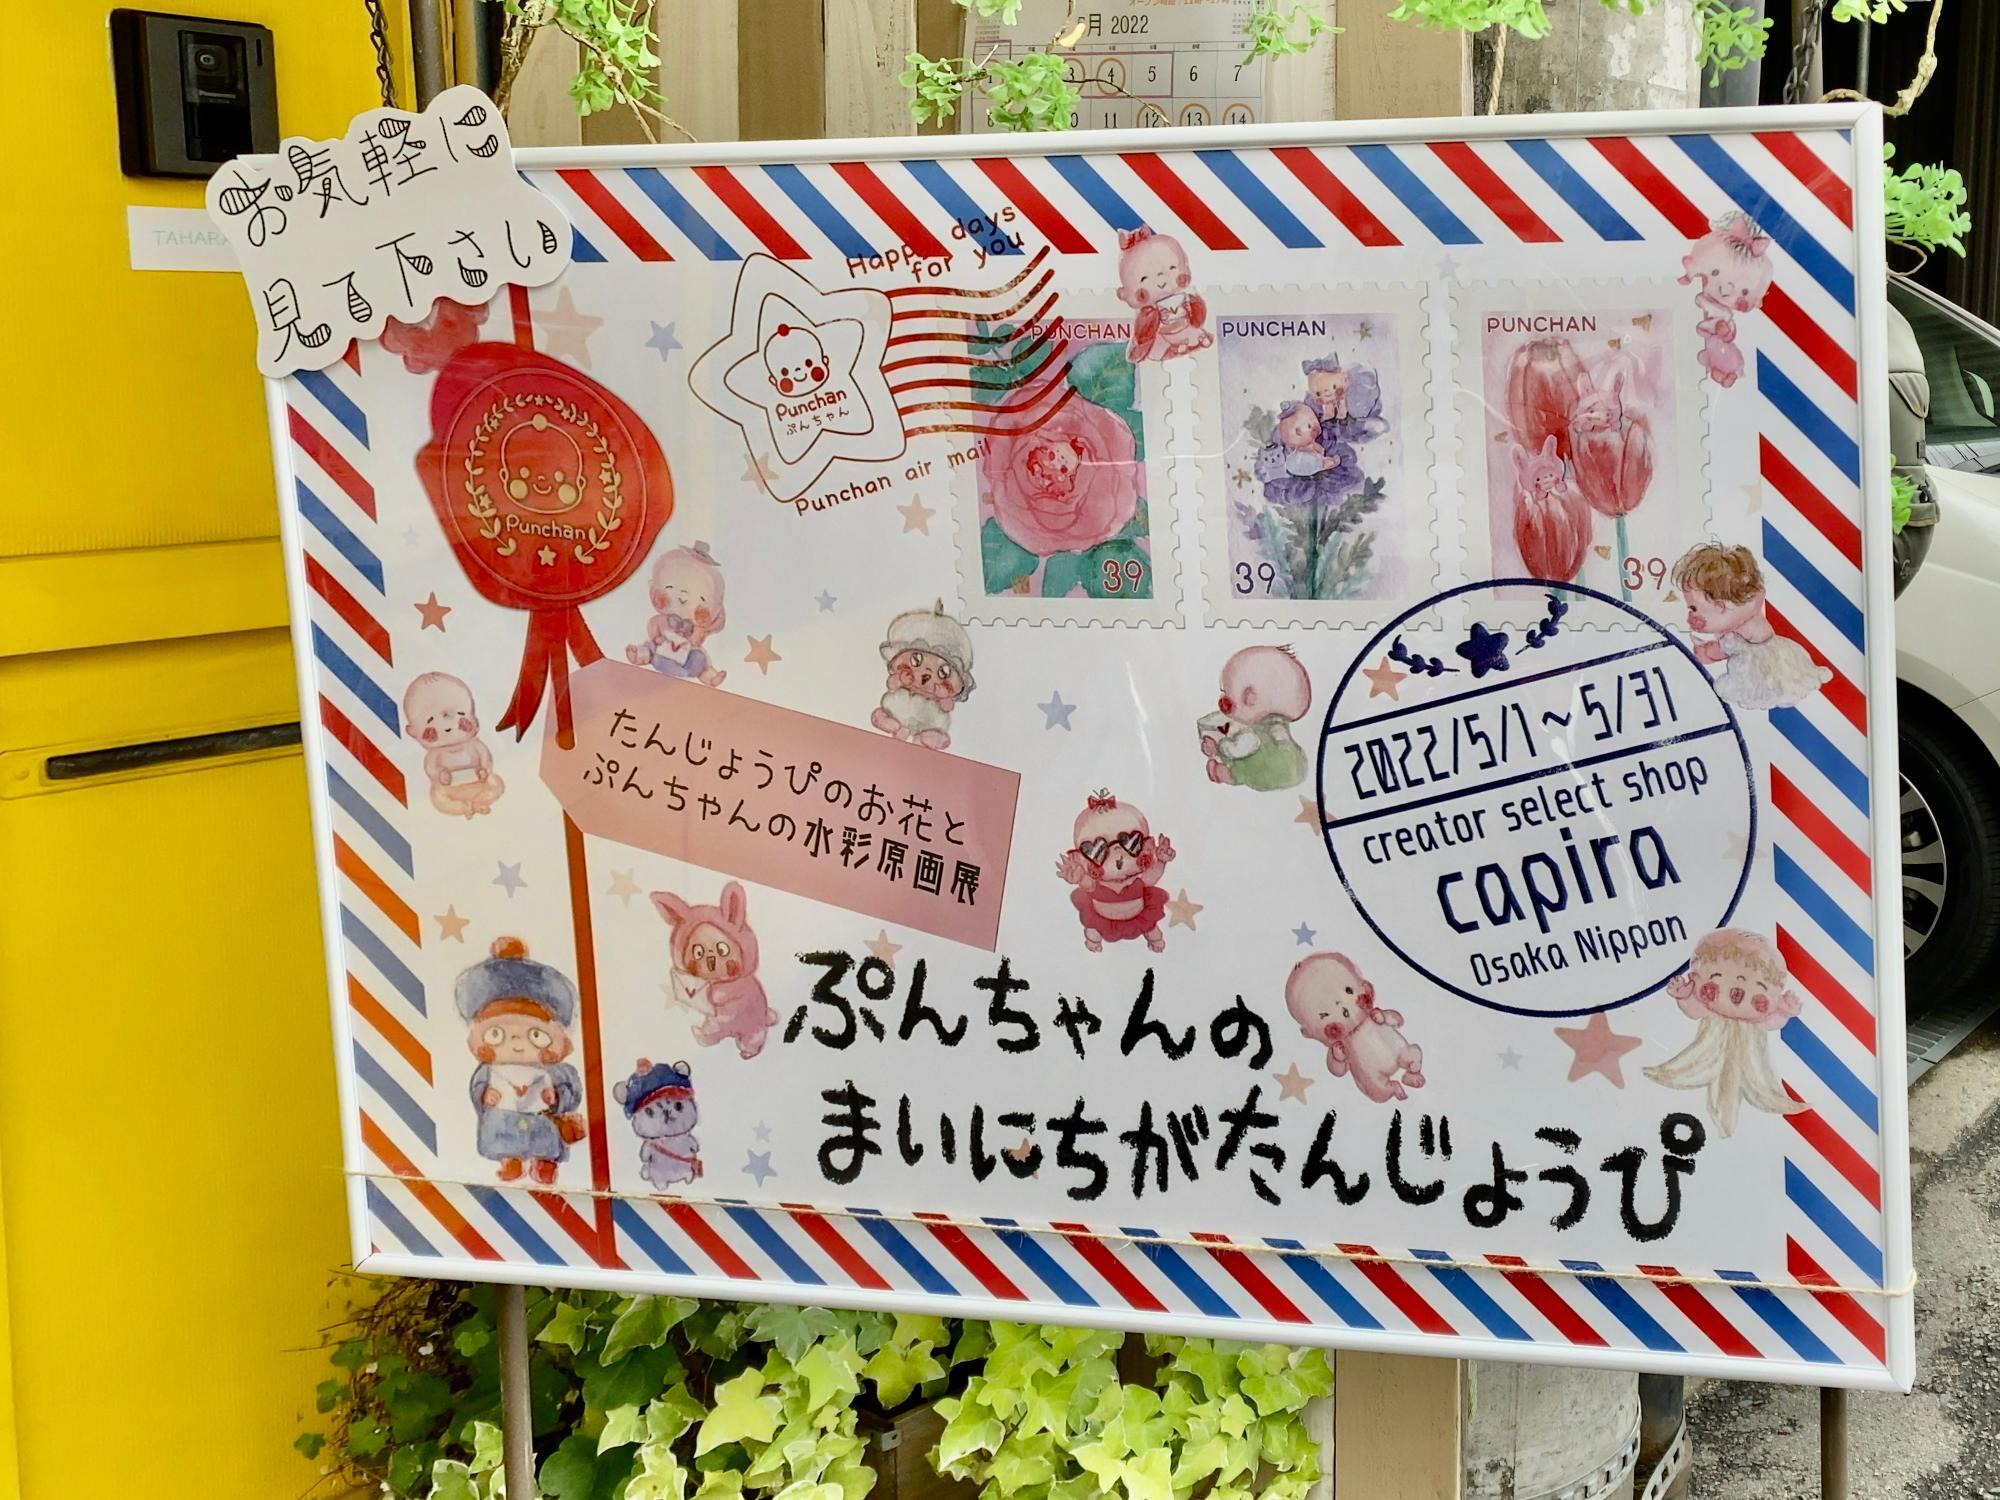 月 2022
5 6 7
11 12 13 14
お気軽に
見て下さい
TAHARA
Happy days
for you
Punchan
ぷんちゃん
Punchan air mail
PUNCHAN
39
PUNCHAN
39
PUNCHAN
39
Punchan
たんじょうぴのお花と
ぷんちゃんの水彩原画展
2022/5/1～5/31
creator select shop
capira
Osaka Nippon
ぷんちゃんの
まいにちがたんじょうぴ